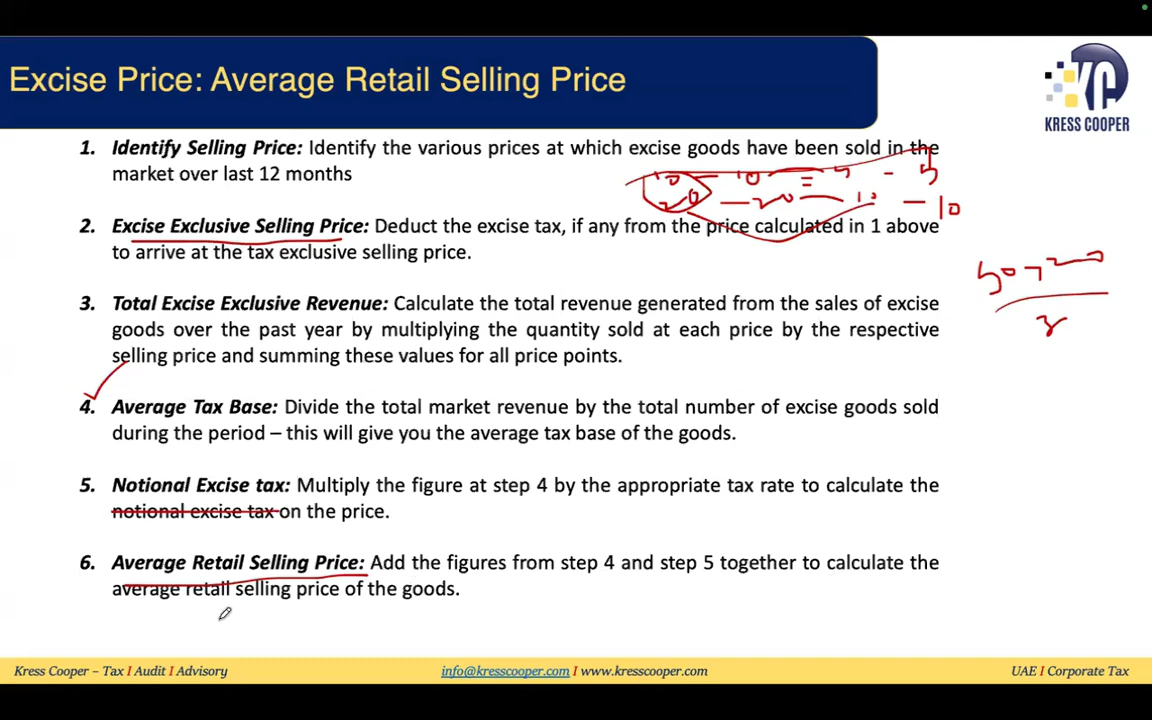 Excise Price: Average Retail Selling Price
KC
KRESS COOPER
1. Identify Selling Price: Identify the various prices at which excise goods have been sold in the
market over last 12 months
10 - 10 = 5 - 5
20 - 20 = 10 - 10
2. Excise Exclusive Selling Price: Deduct the excise tax, if any from the price calculated in 1 above
to arrive at the tax exclusive selling price.
3. Total Excise Exclusive Revenue: Calculate the total revenue generated from the sales of excise
goods over the past year by multiplying the quantity sold at each price by the respective
selling price and summing these values for all price points.
4. Average Tax Base: Divide the total market revenue by the total number of excise goods sold
during the period – this will give you the average tax base of the goods.
5. Notional Excise tax: Multiply the figure at step 4 by the appropriate tax rate to calculate the
notional excise tax on the price.
6. Average Retail Selling Price: Add the figures from step 4 and step 5 together to calculate the
average retail selling price of the goods.
Kress Cooper – Tax I Audit I Advisory
info@kresscooper.com I www.kresscooper.com
UAE I Corporate Tax